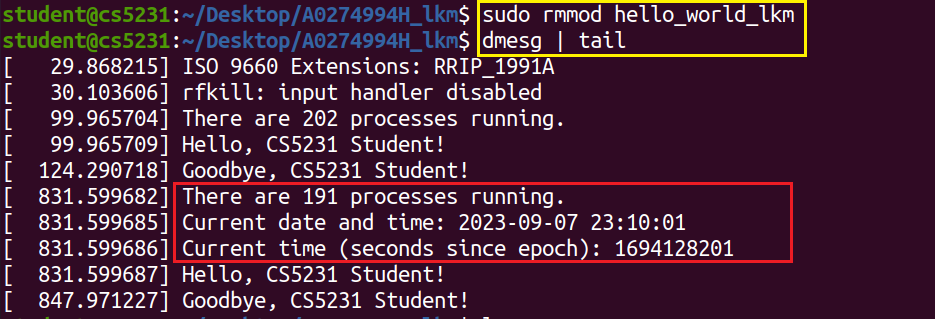 student@cs5231:~/Desktop/A0274994H_lkm$ sudo rmmod hello_world_lkm
student@cs5231:~/Desktop/A0274994H_lkm$ dmesg | tail
[   29.868215] ISO 9660 Extensions: RRIP_1991A
[   30.103606] rfkill: input handler disabled
[   99.965704] There are 202 processes running.
[   99.965709] Hello, CS5231 Student!
[  124.290718] Goodbye, CS5231 Student!
[  831.599682] There are 191 processes running.
[  831.599685] Current date and time: 2023-09-07 23:10:01
[  831.599686] Current time (seconds since epoch): 1694128201
[  831.599687] Hello, CS5231 Student!
[  847.971227] Goodbye, CS5231 Student!